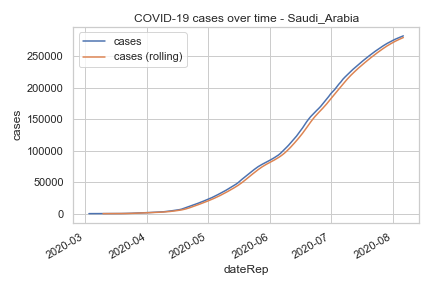 COVID-19 cases over time - Saudi_Arabia
cases
cases (rolling)
cases
250000
200000
150000
100000
50000
0
2020-03
2020-04
2020-05
2020-06
2020-07
2020-08
dateRep